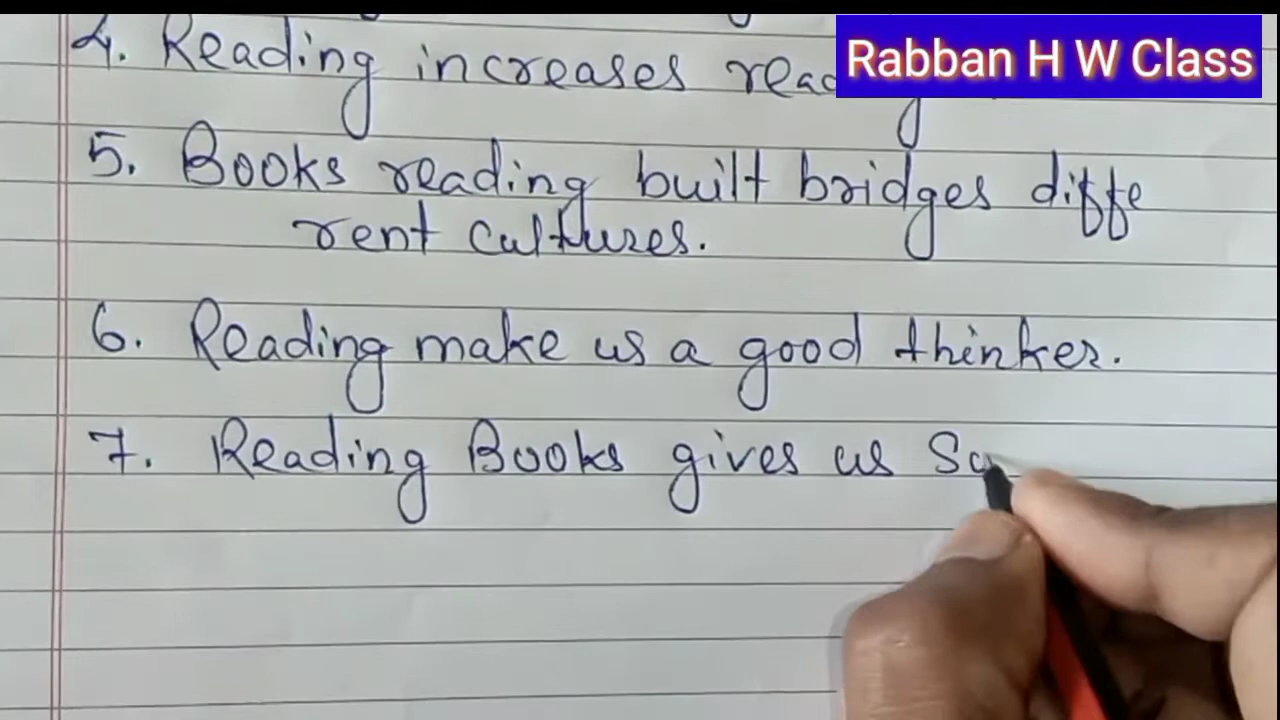 Rabban H W Class
4. Reading increases
5. Books reading built bridges diffe
rent cultures.
6. Reading make us a good thinker.
7. Reading Books gives us